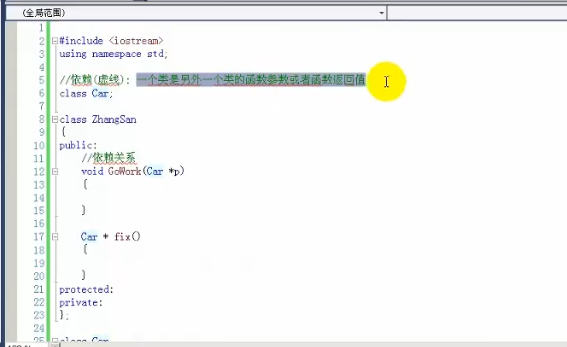 (全局范围)
1
2 #include <iostream>
3 using namespace std;
4
5 //依赖(虚线): 一个类是另外一个类的函数参数或者函数返回值
6 class Car;
7
8 class ZhangSan
9 {
10 public:
11 //依赖关系
12 void GoWork(Car *p)
13 {
14
15 }
16
17 Car * fix()
18 {
19
20 }
21 protected:
22 private:
23 };
24
25 class Car